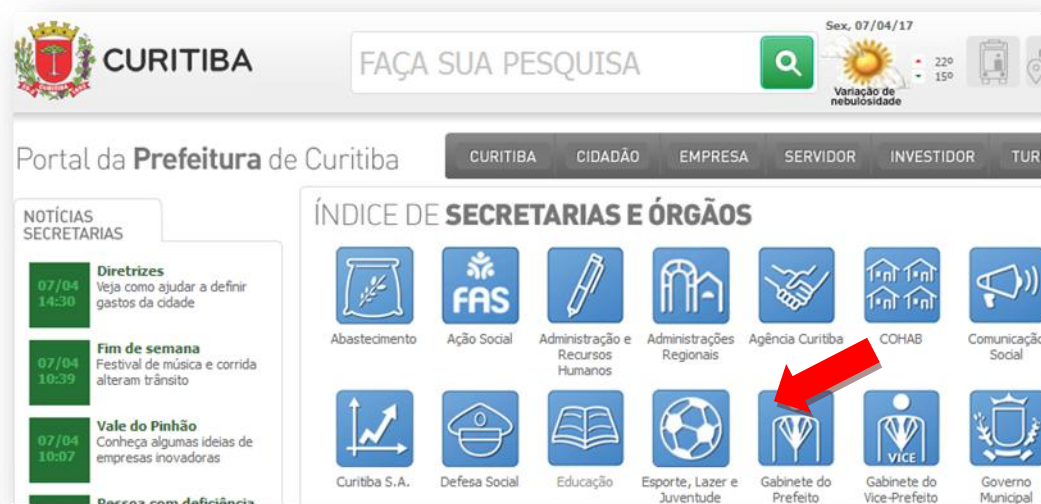 Sex, 07/04/17
CURITIBA
FAÇA SUA PESQUISA
22º
15º
Variação de
nebulosidade
Portal da Prefeitura de Curitiba
CURITIBA CIDADÃO EMPRESA SERVIDOR INVESTIDOR TUR
NOTÍCIAS
SECRETARIAS
07/04
14:30
Diretrizes
Veja como ajudar a definir
gastos da cidade
07/04
10:39
Fim de semana
Festival de música e corrida
alteram trânsito
07/04
10:07
Vale do Pinhão
Conheça algumas ideias de
empresas inovadoras
Pessoa com deficiência
ÍNDICE DE SECRETARIAS E ÓRGÃOS
FAS
Abastecimento
Ação Social
Administração e
Recursos
Humanos
Administrações
Regionais
Agência Curitiba
COHAB
Comunicação
Social
VICE
Curitiba S.A.
Defesa Social
Educação
Esporte, Lazer e
Juventude
Gabinete do
Prefeito
Gabinete do
Vice-Prefeito
Governo
Municipal